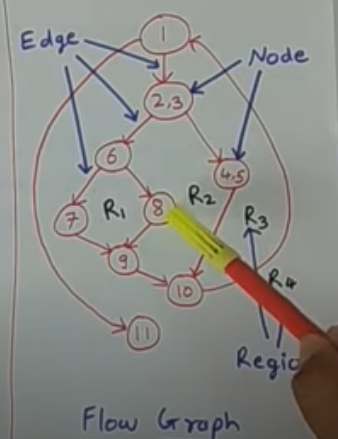 1
Edge
Node
2,3
6
4,5
7
R1
8
R2
R3
9
10
R4
11
Regio
Flow Graph